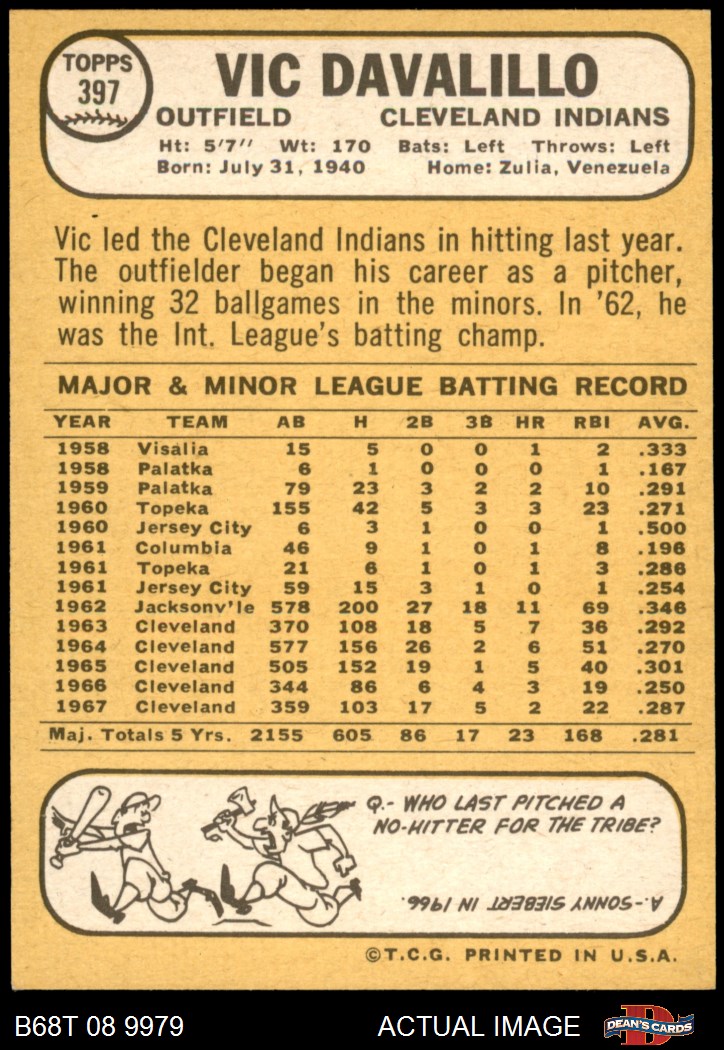 TOPPS
397
VIC DAVALILLO
OUTFIELD CLEVELAND INDIANS
Ht: 5'7" Wt: 170 Bats: Left Throws: Left
Born: July 31, 1940 Home: Zulia, Venezuela
Vic led the Cleveland Indians in hitting last year.
The outfielder began his career as a pitcher,
winning 32 ballgames in the minors. In '62, he
was the Int. League's batting champ.
MAJOR & MINOR LEAGUE BATTING RECORD
YEAR TEAM AB H 2B 3B HR RBI AVG.
1958 Visalia 15 5 0 0 1 2 .333
1958 Palatka 6 1 0 0 0 1 .167
1959 Palatka 79 23 3 2 2 10 .291
1960 Topeka 155 42 5 3 3 23 .271
1960 Jersey City 6 3 1 0 0 1 .500
1961 Columbia 46 9 1 0 1 8 .196
1961 Topeka 21 6 1 0 1 3 .286
1961 Jersey City 59 15 3 1 0 1 .254
1962 Jacksonv'le 578 200 27 18 11 69 .346
1963 Cleveland 370 108 18 5 7 36 .292
1964 Cleveland 577 156 26 2 6 51 .270
1965 Cleveland 505 152 19 1 5 40 .301
1966 Cleveland 344 86 6 4 3 19 .250
1967 Cleveland 359 103 17 5 2 22 .287
Maj. Totals 5 Yrs. 2155 605 86 17 23 168 .281
Q.- WHO LAST PITCHED A
NO-HITTER FOR THE TRIBE?
A.-SONNY SIEBERT IN 1966.
©T.C.G. PRINTED IN U.S.A.
B68T 08 9979 ACTUAL IMAGE D DEAN'S CARDS